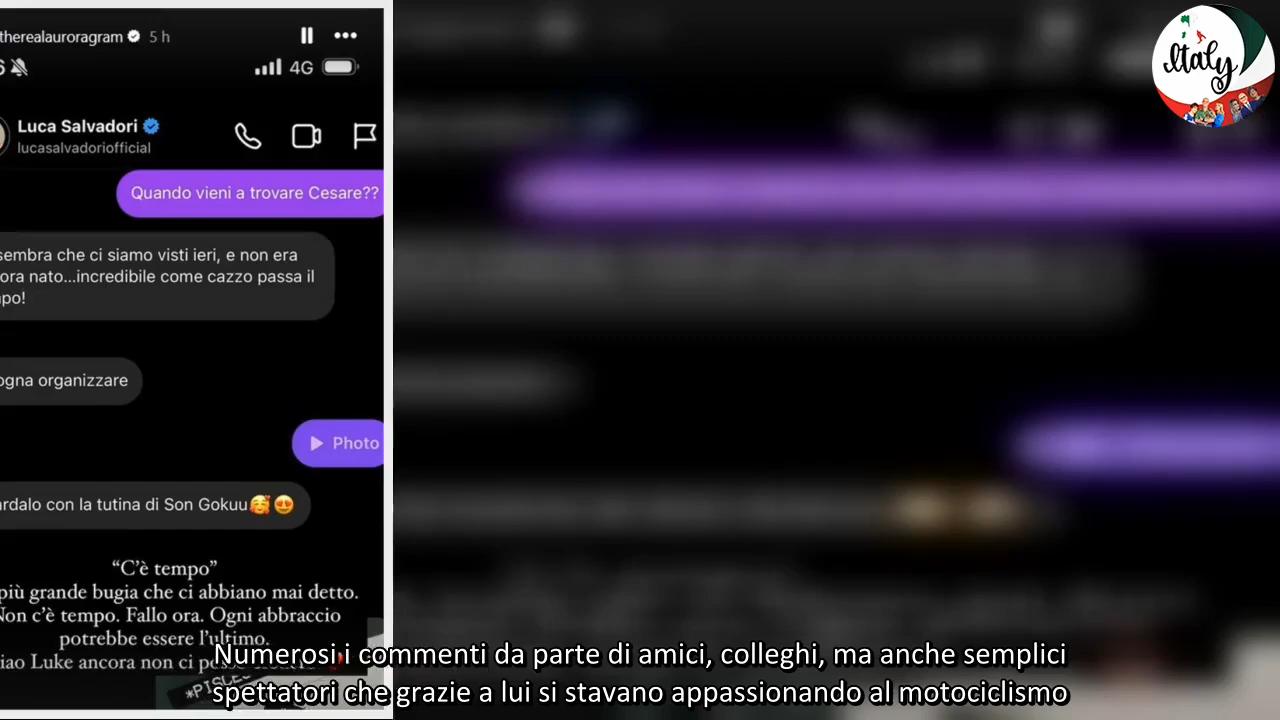 therealauroragram 5 h
4G
Luca Salvadori
lucasalvadoriofficial
Quando vieni a trovare Cesare??
sembra che ci siamo visti ieri, e non era
ora nato...incredibile come cazzo passa il
po!
ogna organizzare
Photo
ardalo con la tutina di Son Gokuu🥰😍
“C'è tempo”
più grande bugia che ci abbiano mai detto.
Non c'è tempo. Fallo ora. Ogni abbraccio
potrebbe essere l'ultimo.
iao Luke ancora non ci
Numerosi i commenti da parte di amici, colleghi, ma anche semplici
spettatori che grazie a lui si stavano appassionando al motociclismo
Italy